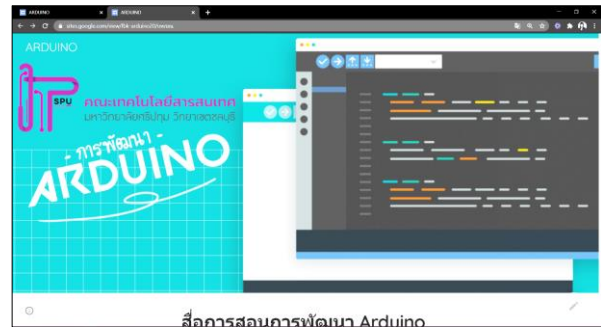 ARDUINO
ARDUINO
ARDUINO
SPU
คณะเทคโนโลยีสารสนเทศ
มหาวิทยาลัยศรีปทุม วิทยาเขตชลบุรี
- การพัฒนา -
ARDUINO
สื่อการสอนการพัฒนา Arduino